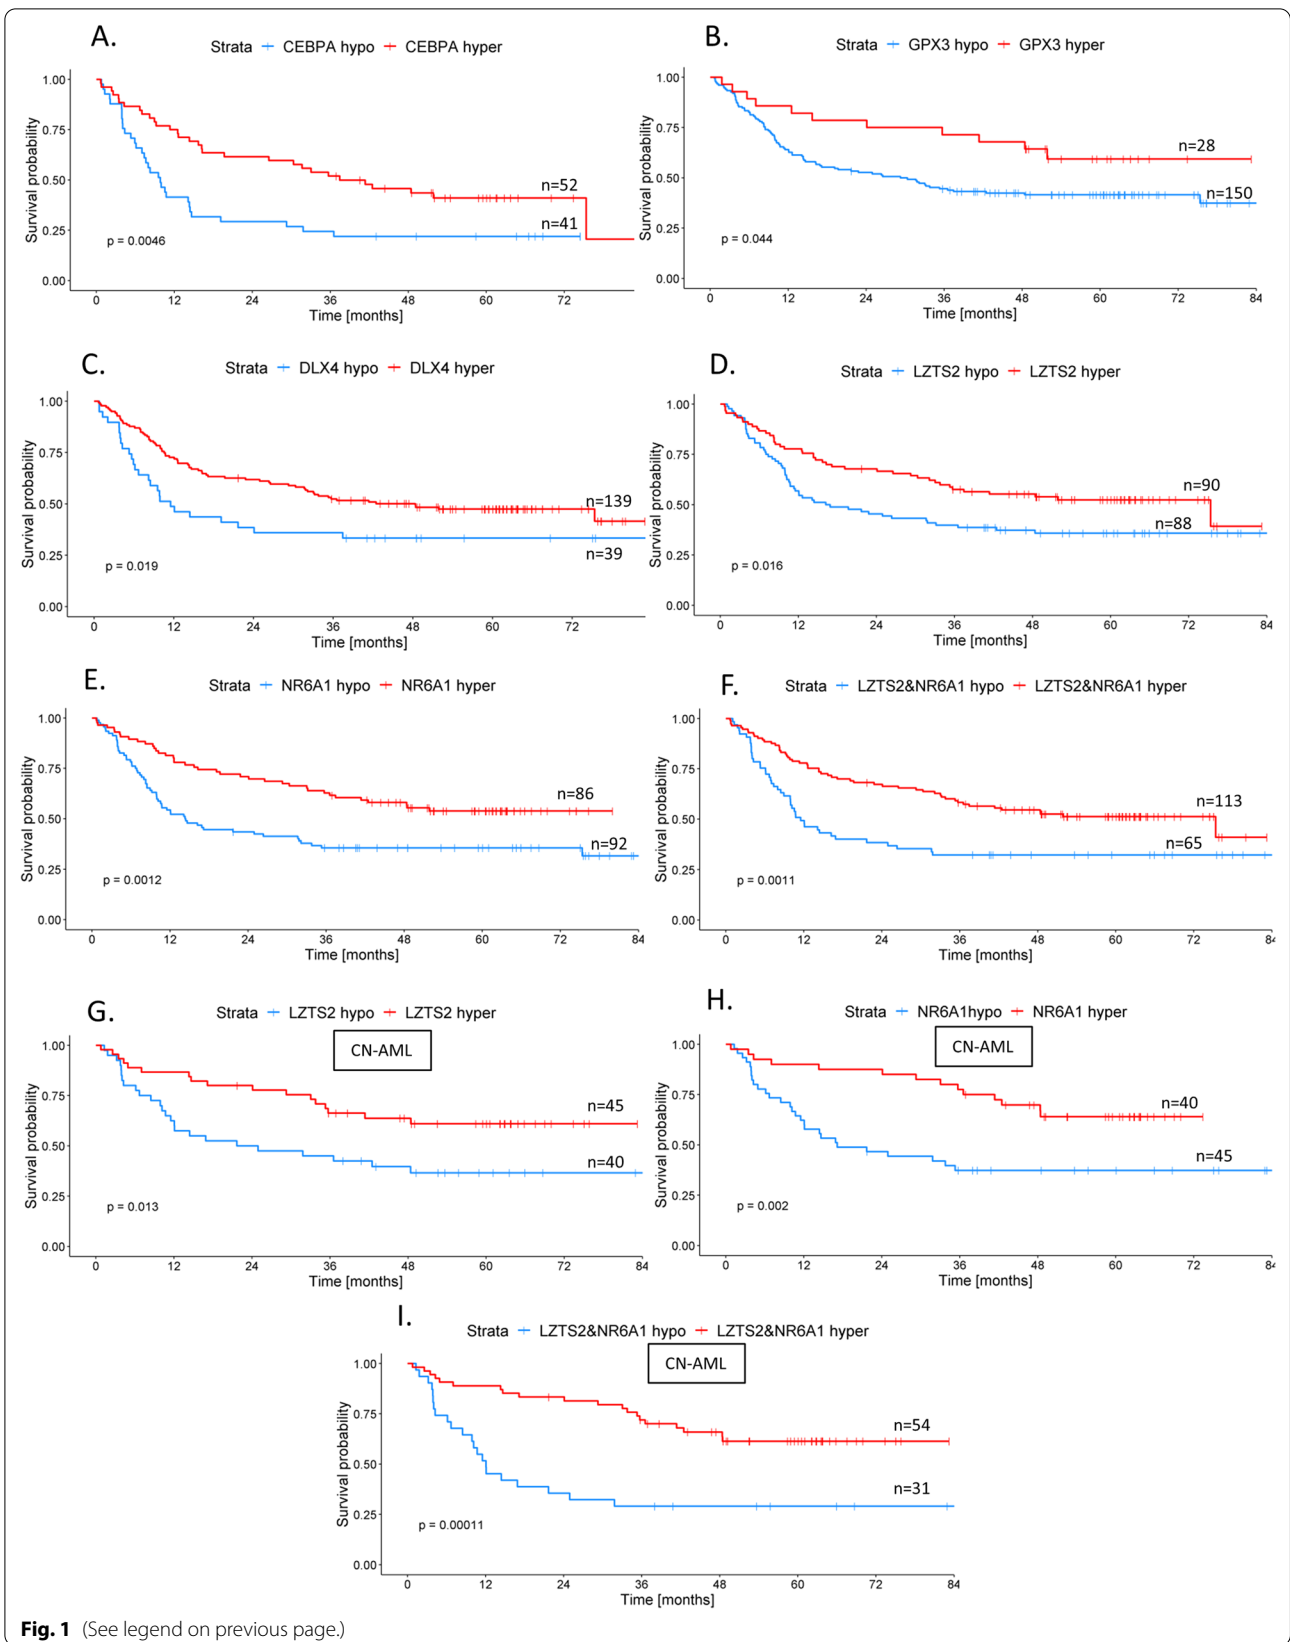 A.
Strata CEBPA hypo CEBPA hyper
Survival probability
1.00
0.75
0.50
0.25
0.00
n=52
n=41
p = 0.0046
0 12 24 36 48 60 72
Time [months]
B.
Strata GPX3 hypo GPX3 hyper
Survival probability
1.00
0.75
0.50
0.25
0.00
n=28
n=150
p = 0.044
0 12 24 36 48 60 72 84
Time [months]
C.
Strata DLX4 hypo DLX4 hyper
Survival probability
1.00
0.75
0.50
0.25
0.00
n=139
n=39
p = 0.019
0 12 24 36 48 60 72
Time [months]
D.
Strata LZTS2 hypo LZTS2 hyper
Survival probability
1.00
0.75
0.50
0.25
0.00
n=90
n=88
p = 0.016
0 12 24 36 48 60 72 84
Time [months]
E.
Strata NR6A1 hypo NR6A1 hyper
Survival probability
1.00
0.75
0.50
0.25
0.00
n=86
n=92
p = 0.0012
0 12 24 36 48 60 72 84
Time [months]
F.
Strata LZTS2&NR6A1 hypo LZTS2&NR6A1 hyper
Survival probability
1.00
0.75
0.50
0.25
0.00
n=113
n=65
p = 0.0011
0 12 24 36 48 60 72 84
Time [months]
G.
Strata LZTS2 hypo LZTS2 hyper
CN-AML
Survival probability
1.00
0.75
0.50
0.25
0.00
n=45
n=40
p = 0.013
0 12 24 36 48 60 72 84
Time [months]
H.
Strata NR6A1hypo NR6A1 hyper
CN-AML
Survival probability
1.00
0.75
0.50
0.25
0.00
n=40
n=45
p = 0.002
0 12 24 36 48 60 72 84
Time [months]
I.
Strata LZTS2&NR6A1 hypo LZTS2&NR6A1 hyper
CN-AML
Survival probability
1.00
0.75
0.50
0.25
0.00
n=54
n=31
p = 0.00011
0 12 24 36 48 60 72 84
Time [months]
Fig. 1 (See legend on previous page.)